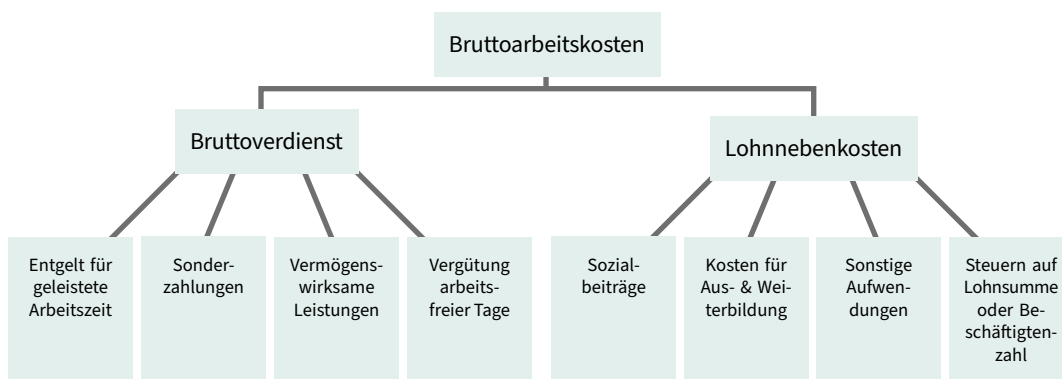 Bruttoarbeitskosten
Bruttoverdienst
Lohnnebenkosten
Entgelt für
geleistete
Arbeitszeit
Sonder-
zahlungen
Vermögens-
wirksame
Leistungen
Vergütung
arbeits-
freier Tage
Sozial-
beiträge
Kosten für
Aus- & Wei-
terbildung
Sonstige
Aufwen-
dungen
Steuern auf
Lohnsumme
oder Be-
schäftigten-
zahl